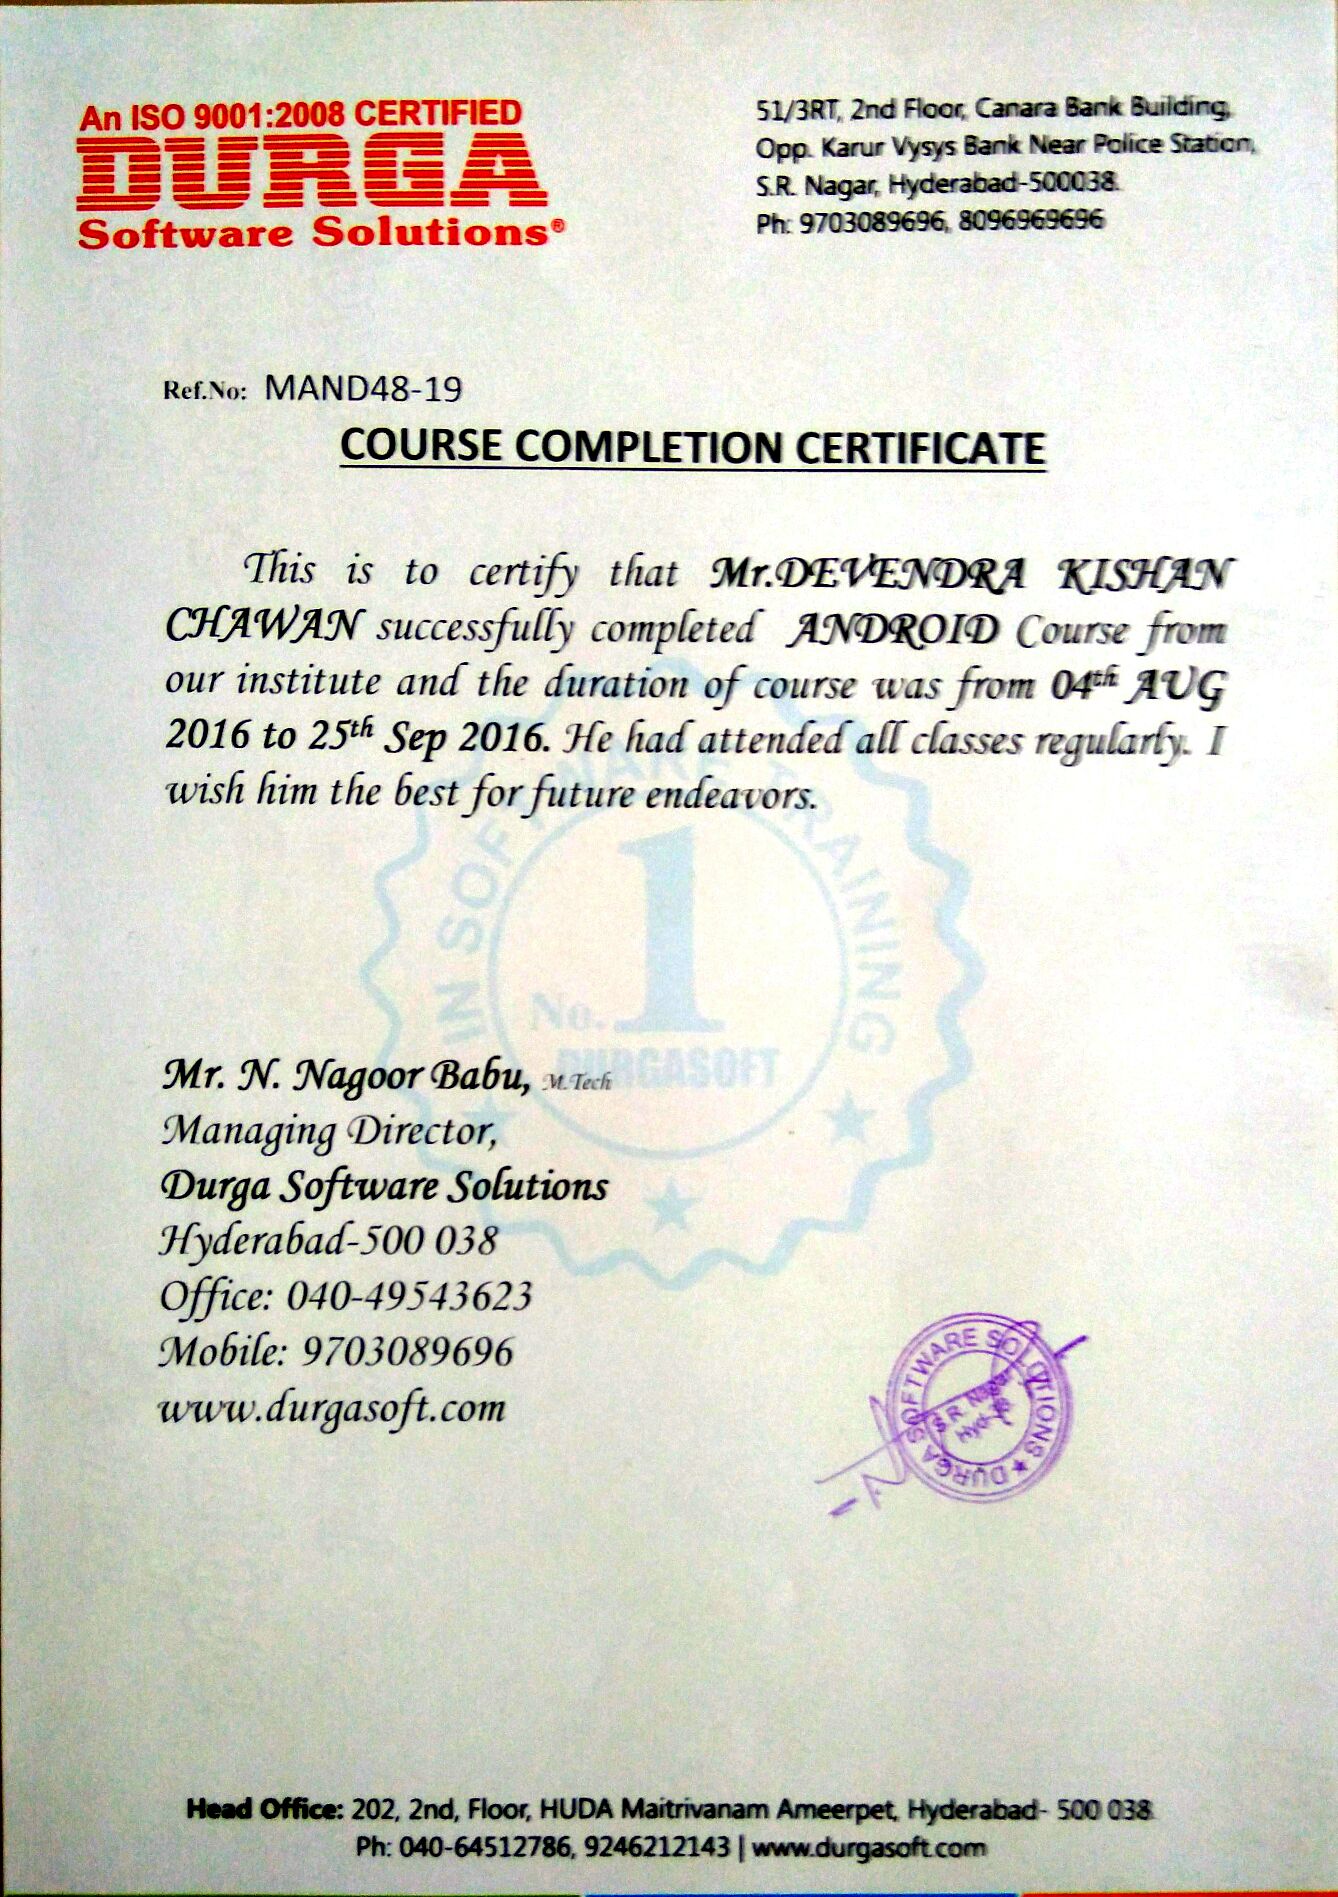 An ISO 9001:2008 CERTIFIED
DURGA
Software Solutions®
51/3RT, 2nd Floor, Canara Bank Building,
Opp. Karur Vysys Bank Near Police Station,
S.R. Nagar, Hyderabad-500038.
Ph: 9703089696, 8096969696
Ref.No: MAND48-19
COURSE COMPLETION CERTIFICATE
This is to certify that Mr.DEVENDRA KISHAN
CHAWAN successfully completed ANDROID Course from
our institute and the duration of course was from 04th AUG
2016 to 25th Sep 2016. He had attended all classes regularly. I
wish him the best for future endeavors.
IN SOFTWARE TRAINING
No. 1
DURGASOFT
Mr. N. Nagoor Babu, M.Tech
Managing Director,
Durga Software Solutions
Hyderabad-500 038
Office: 040-49543623
Mobile: 9703089696
www.durgasoft.com
DURGA SOFTWARE SOLUTIONS
S.R. Nagar
Head Office: 202, 2nd, Floor, HUDA Maitrivanam Ameerpet, Hyderabad- 500 038
Ph: 040-64512786, 9246212143 | www.durgasoft.com